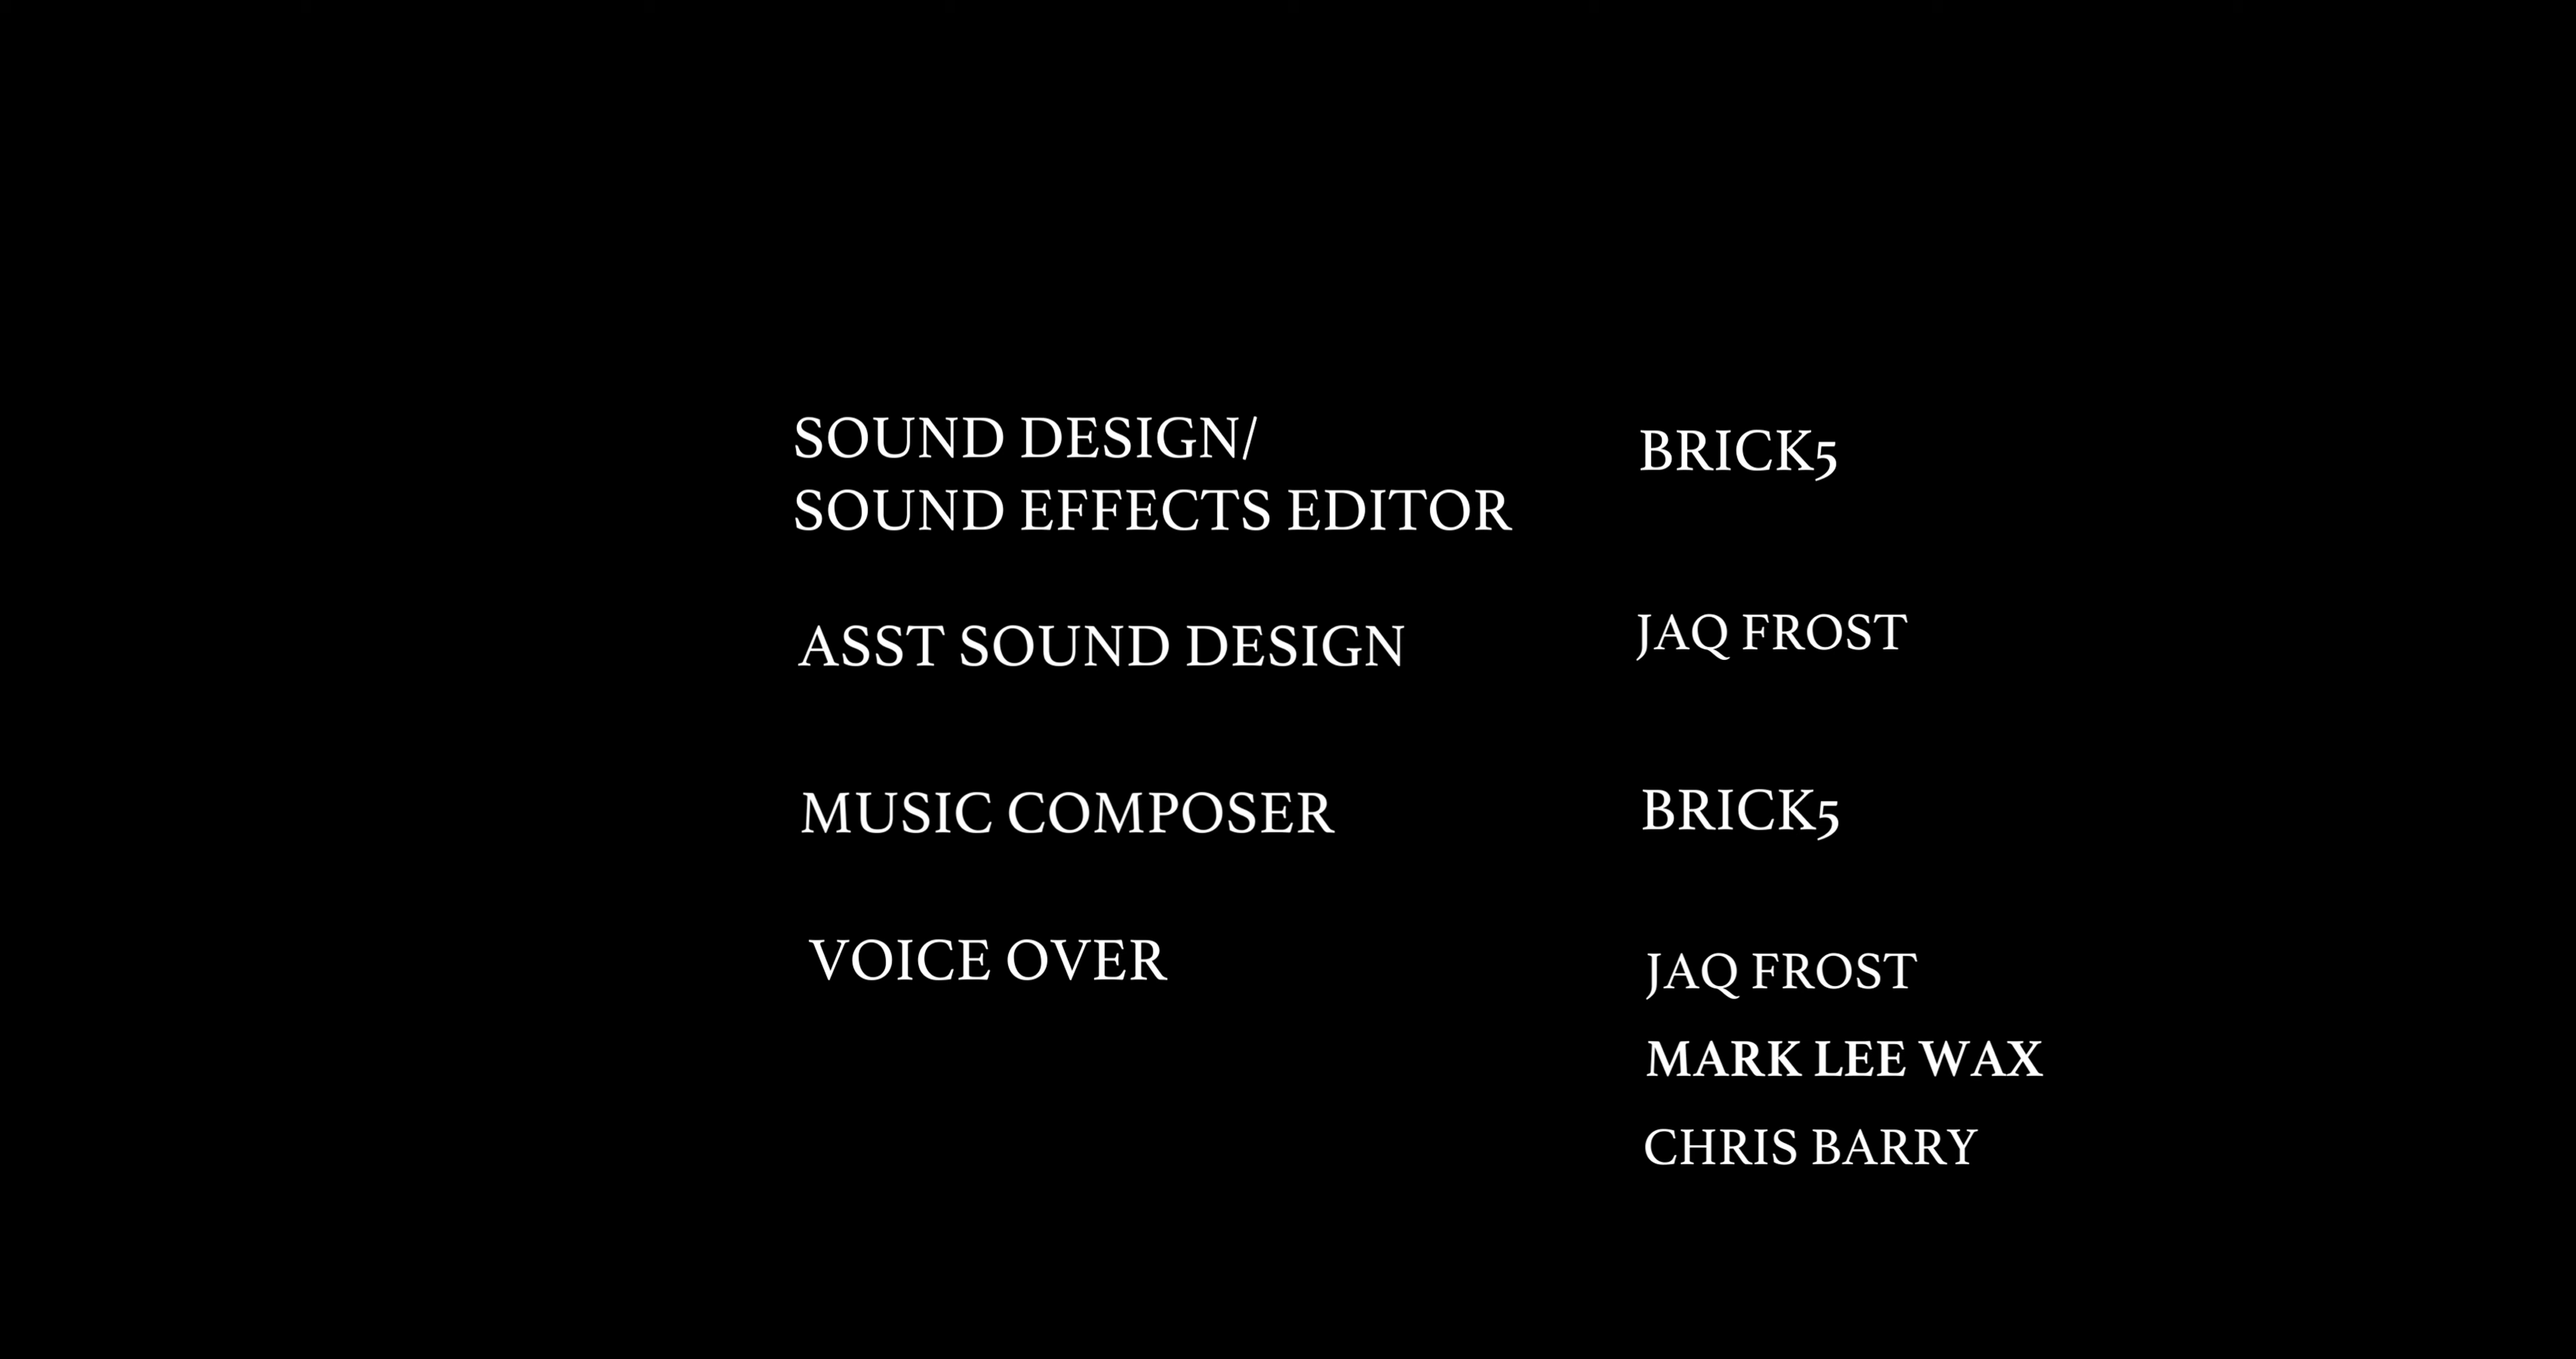 SOUND DESIGN/
SOUND EFFECTS EDITOR
BRICK5
ASST SOUND DESIGN
JAQ FROST
MUSIC COMPOSER
BRICK5
VOICE OVER
JAQ FROST
MARK LEE WAX
CHRIS BARRY